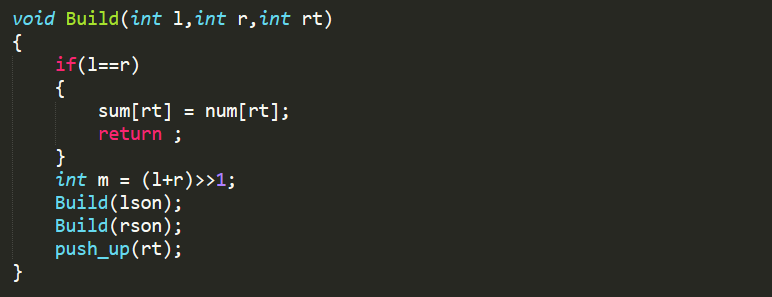 void Build(int l,int r,int rt)
{
    if(l==r)
    {
        sum[rt] = num[rt];
        return ;
    }
    int m = (l+r)>>1;
    Build(lson);
    Build(rson);
    push_up(rt);
}